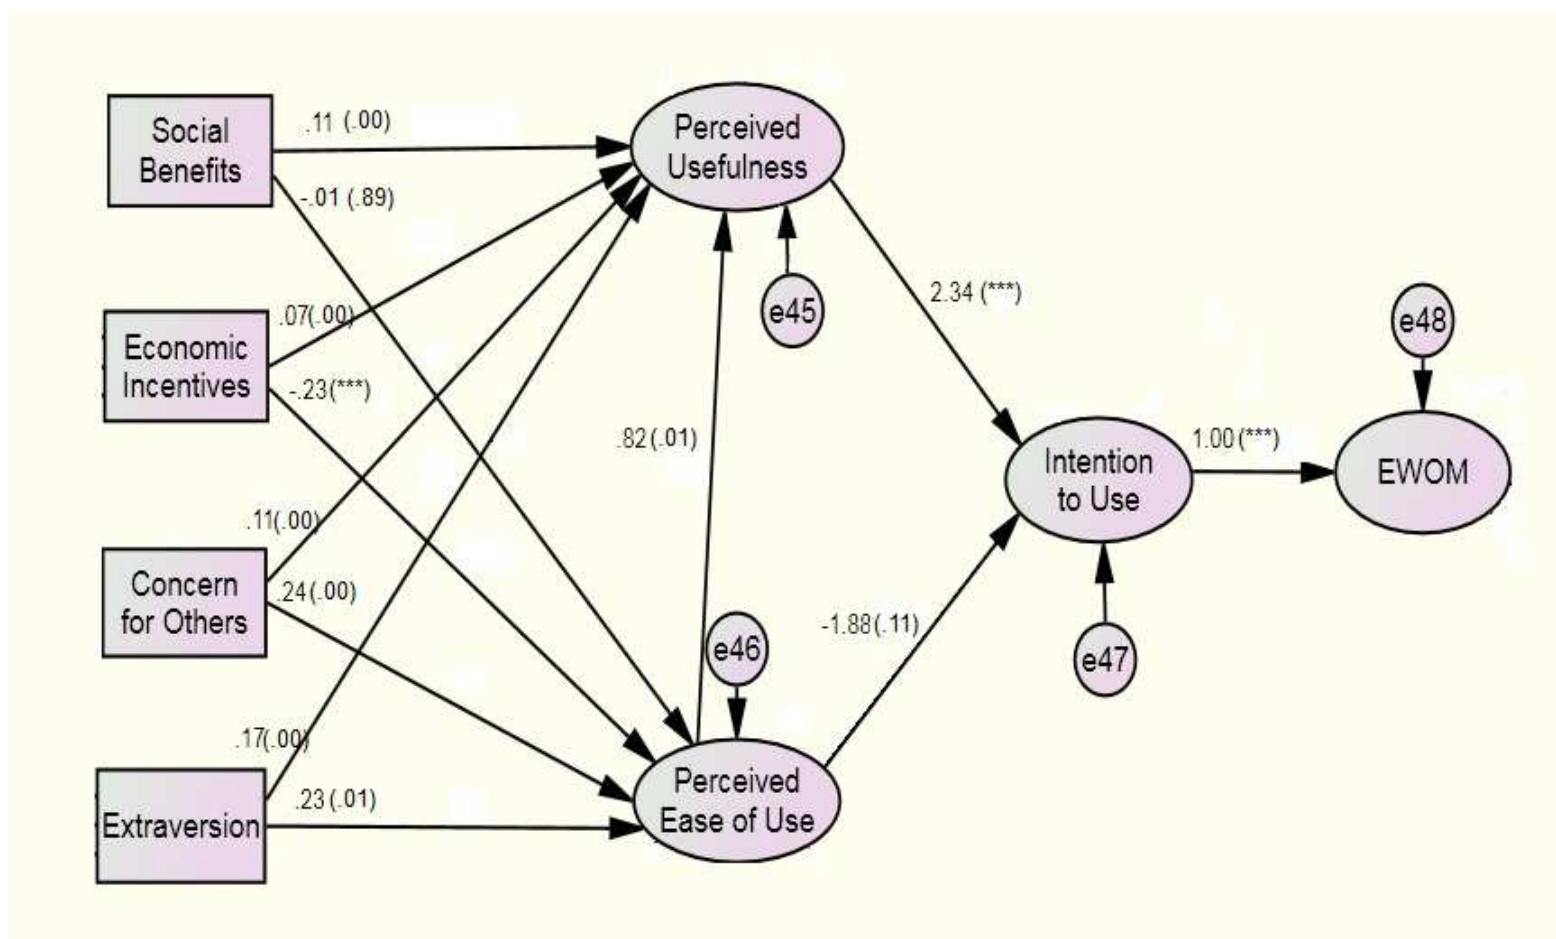 Social
Benefits
.11 (.00)
-.01 (.89)
Perceived
Usefulness
Economic
Incentives
.07(.00)
-.23(***)
e45
2.34 (***)
e48
.82(.01)
Intention
to Use
1.00(***)
EWOM
Concern
for Others
.11(.00)
.24(.00)
e46
-1.88(.11)
e47
Extraversion
.17(.00)
.23(.01)
Perceived
Ease of Use